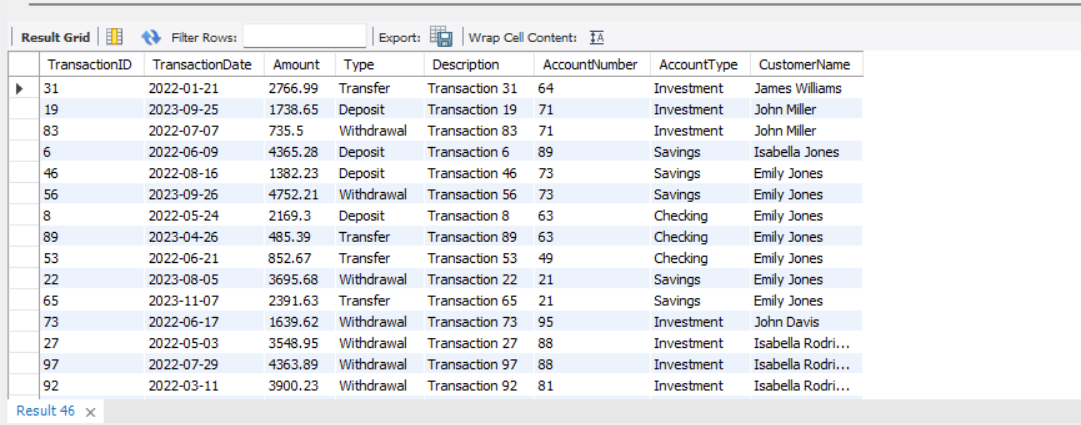 Result Grid Filter Rows: Export: Wrap Cell Content: IA
TransactionID TransactionDate Amount Type Description AccountNumber AccountType CustomerName
31 2022-01-21 2766.99 Transfer Transaction 31 64 Investment James Williams
19 2023-09-25 1738.65 Deposit Transaction 19 71 Investment John Miller
83 2022-07-07 735.5 Withdrawal Transaction 83 71 Investment John Miller
6 2022-06-09 4365.28 Deposit Transaction 6 89 Savings Isabella Jones
46 2022-08-16 1382.23 Deposit Transaction 46 73 Savings Emily Jones
56 2023-09-26 4752.21 Withdrawal Transaction 56 73 Savings Emily Jones
8 2022-05-24 2169.3 Deposit Transaction 8 63 Checking Emily Jones
89 2023-04-26 485.39 Transfer Transaction 89 63 Checking Emily Jones
53 2022-06-21 852.67 Transfer Transaction 53 49 Checking Emily Jones
22 2023-08-05 3695.68 Withdrawal Transaction 22 21 Savings Emily Jones
65 2023-11-07 2391.63 Transfer Transaction 65 21 Savings Emily Jones
73 2022-06-17 1639.62 Withdrawal Transaction 73 95 Investment John Davis
27 2022-05-03 3548.95 Withdrawal Transaction 27 88 Investment Isabella Rodri...
97 2022-07-29 4363.89 Withdrawal Transaction 97 88 Investment Isabella Rodri...
92 2022-03-11 3900.23 Withdrawal Transaction 92 81 Investment Isabella Rodri...
Result 46